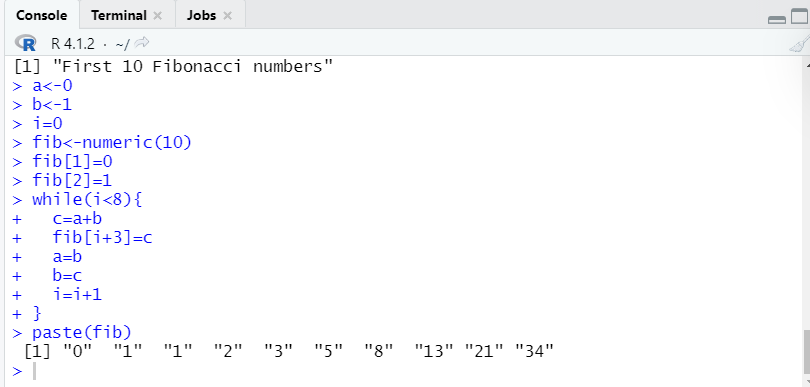 Console Terminal Jobs
R R 4.1.2 · ~/
[1] "First 10 Fibonacci numbers"
> a<-0
> b<-1
> i=0
> fib<-numeric(10)
> fib[1]=0
> fib[2]=1
> while(i<8){
+   c=a+b
+   fib[i+3]=c
+   a=b
+   b=c
+   i=i+1
+ }
> paste(fib)
 [1] "0"  "1"  "1"  "2"  "3"  "5"  "8"  "13" "21" "34"
>